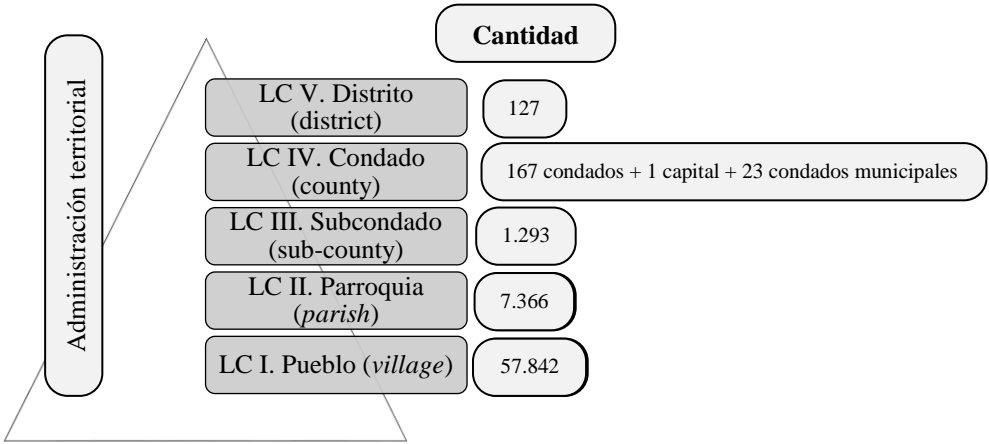 Cantidad
Administración territorial
LC V. Distrito
(district)
127
LC IV. Condado
(county)
167 condados + 1 capital + 23 condados municipales
LC III. Subcondado
(sub-county)
1.293
LC II. Parroquia
(parish)
7.366
LC I. Pueblo (village)
57.842